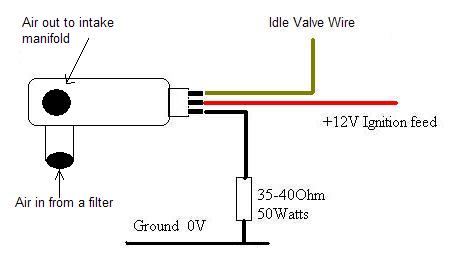 Air out to intake
manifold
Idle Valve Wire
+12V Ignition feed
Air in from a filter
35-40Ohm
50Watts
Ground 0V